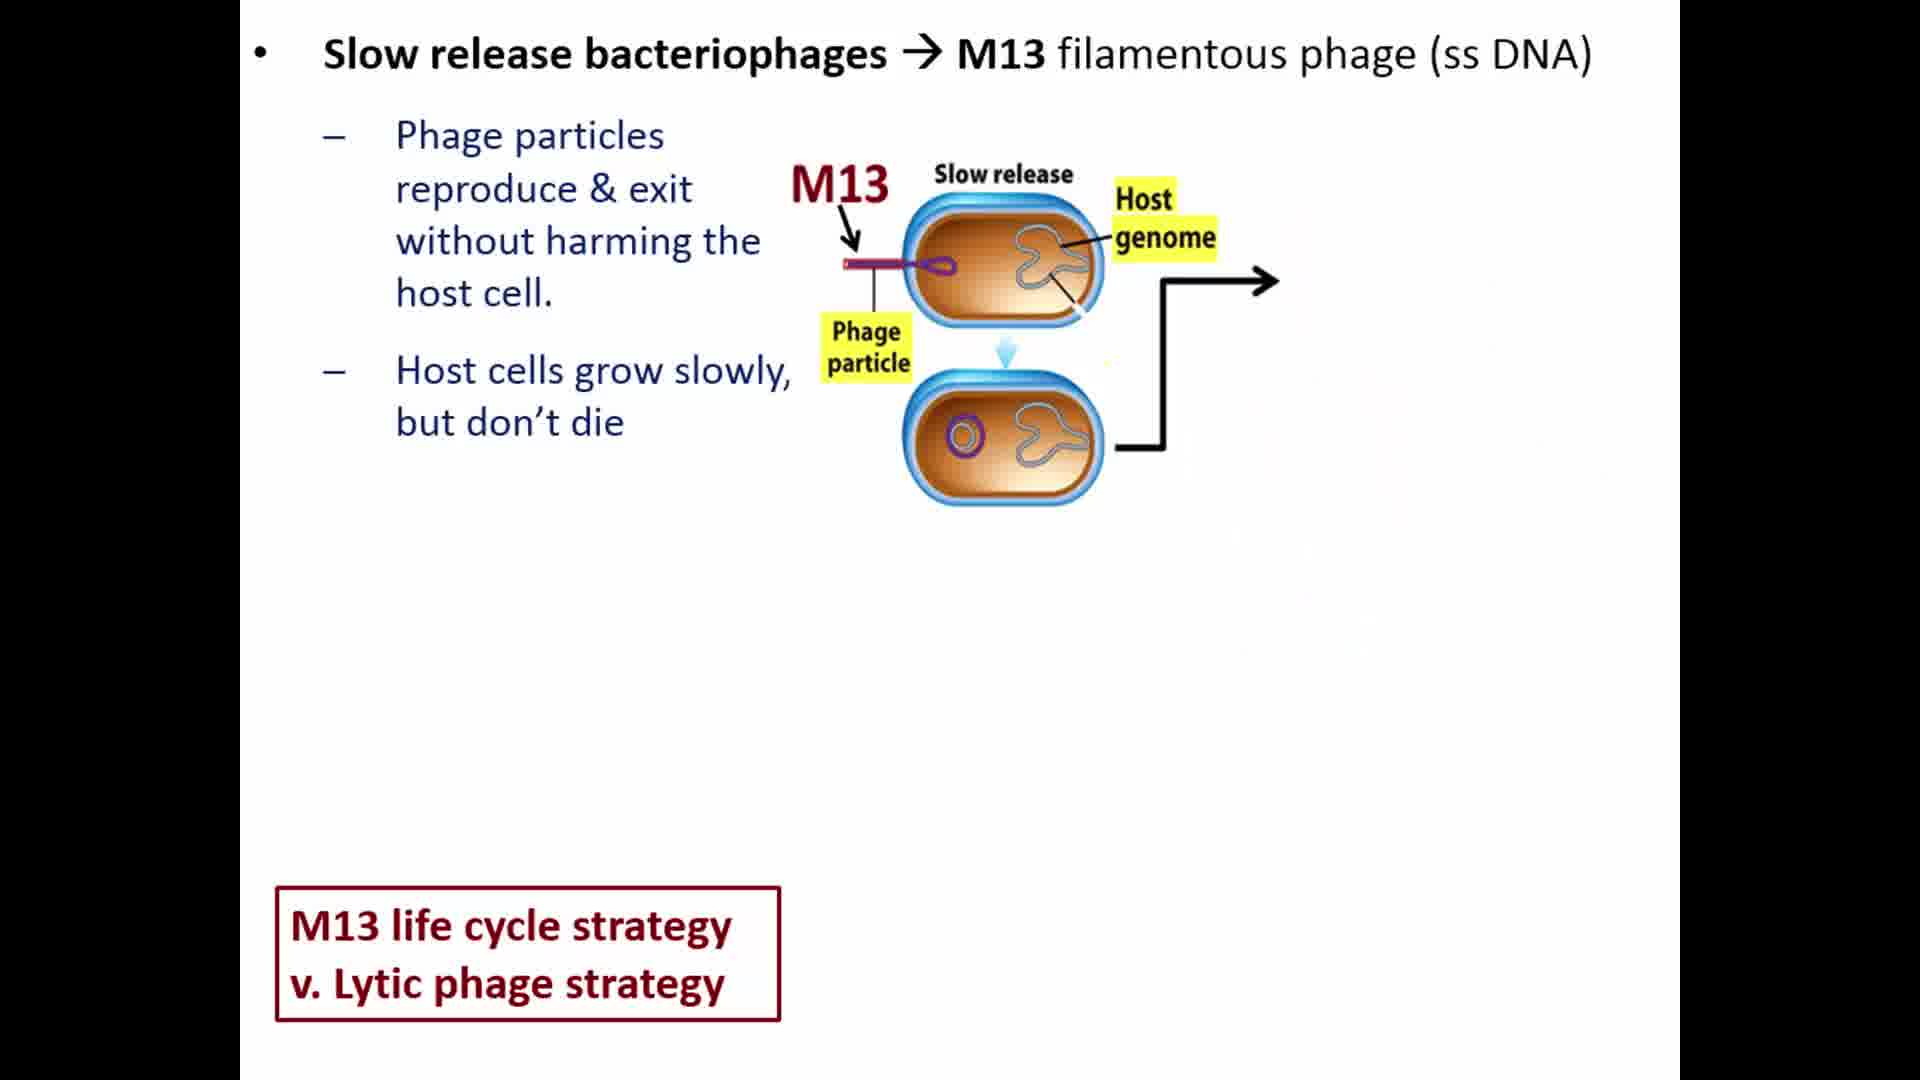 • Slow release bacteriophages → M13 filamentous phage (ss DNA)
– Phage particles
reproduce & exit
without harming the
host cell.
– Host cells grow slowly,
but don’t die
M13
Slow release
Host
genome
Phage
particle
M13 life cycle strategy
v. Lytic phage strategy